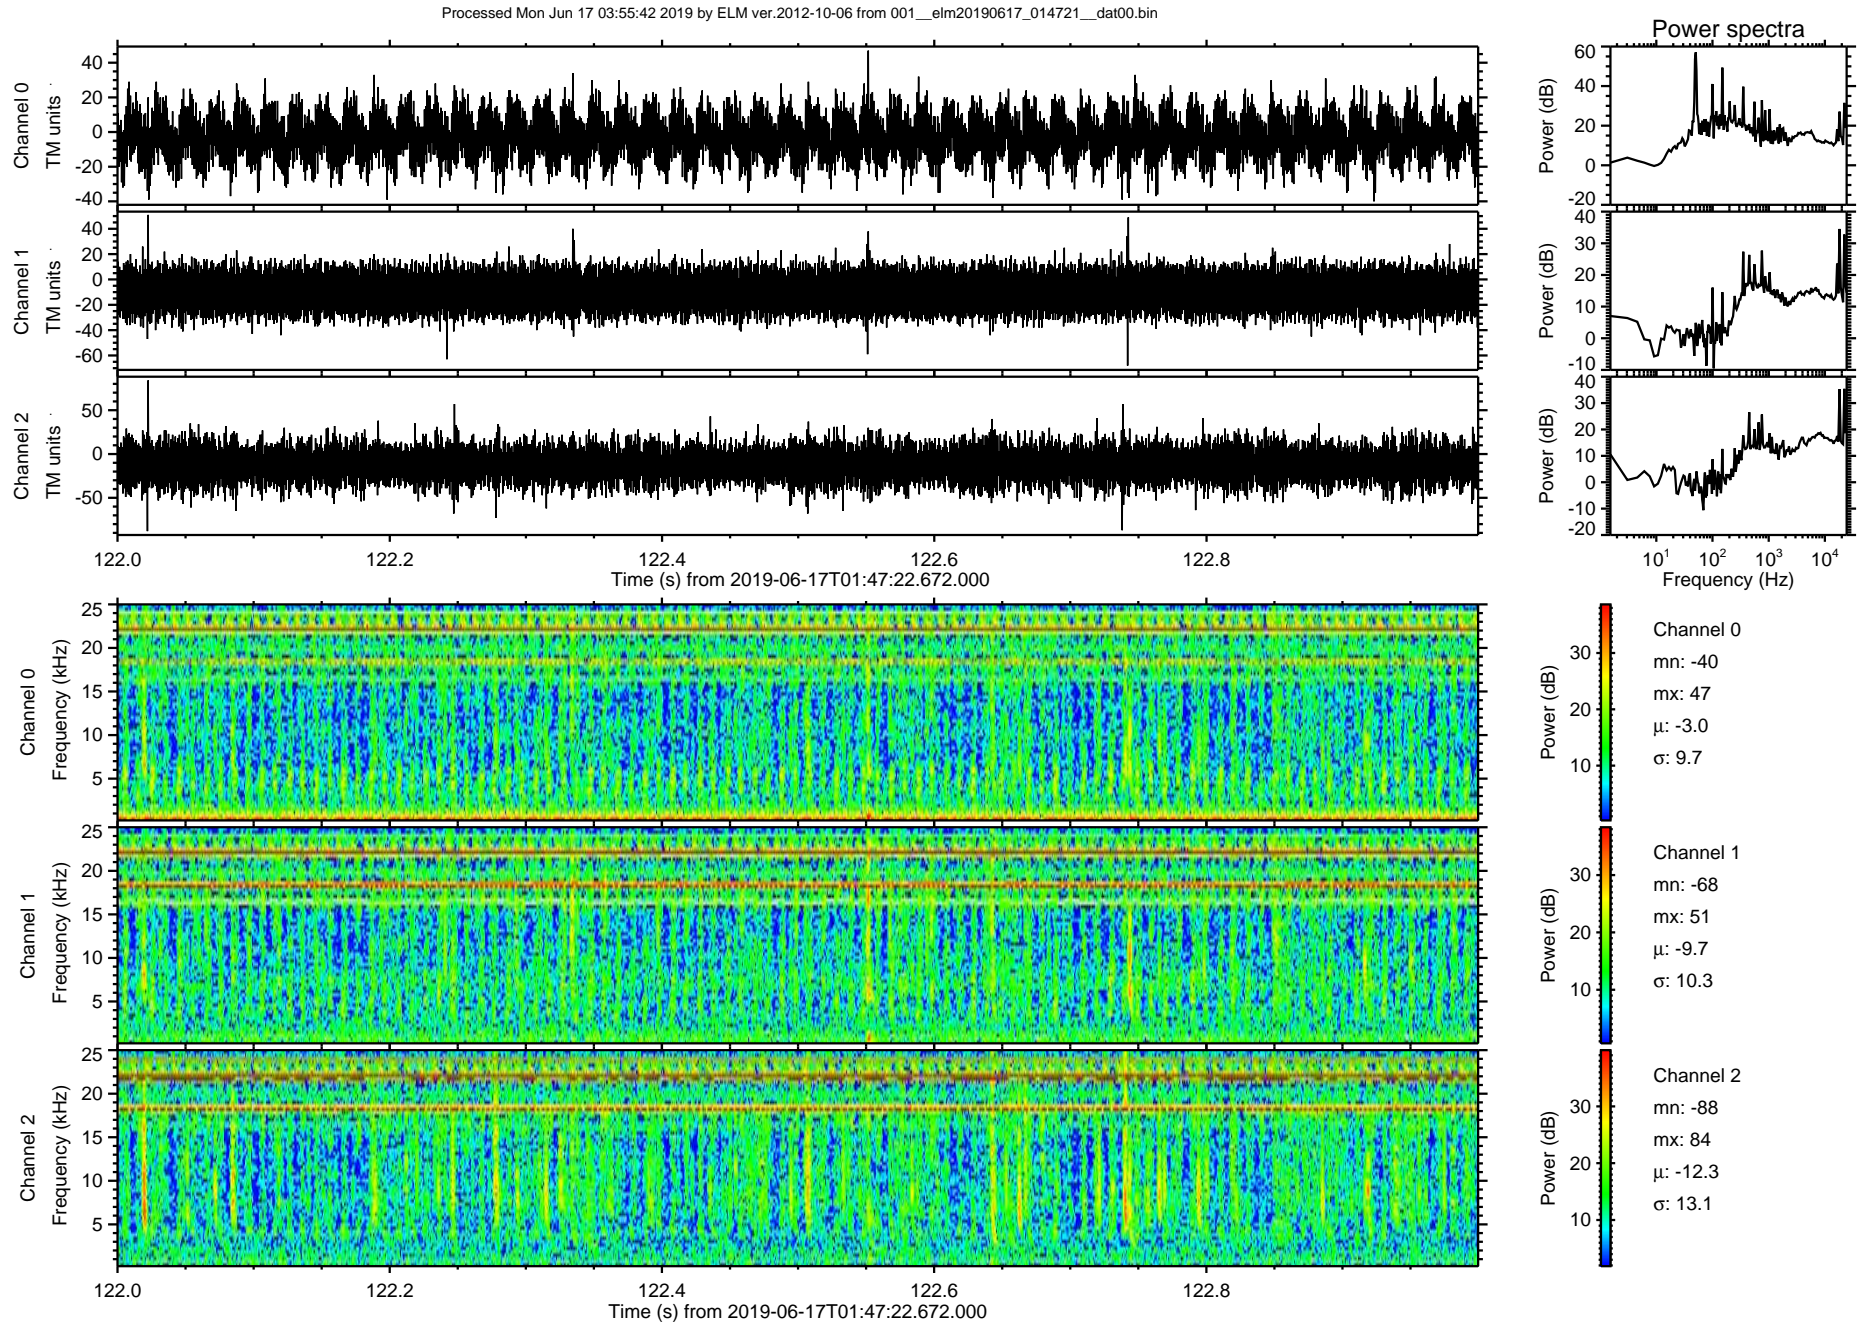 Processed Mon Jun 17 03:55:42 2019 by ELM ver.2012-10-06 from 001__elm20190617_014721__dat00.bin
Power spectra
Channel 0
TM units
40
20
0
-20
-40
Power (dB)
60
40
20
0
-20
Channel 1
TM units
40
20
0
-20
-40
-60
Power (dB)
40
30
20
10
0
-10
Channel 2
TM units
50
0
-50
Power (dB)
40
30
20
10
0
-10
-20
122.0 122.2 122.4 122.6 122.8
Time (s) from 2019-06-17T01:47:22.672.000
10¹ 10² 10³ 10⁴
Frequency (Hz)
Channel 0
Frequency (kHz)
25
20
15
10
5
Power (dB)
30
20
10
Channel 0
mn: -40
mx: 47
µ: -3.0
σ: 9.7
Channel 1
Frequency (kHz)
25
20
15
10
5
Power (dB)
30
20
10
Channel 1
mn: -68
mx: 51
µ: -9.7
σ: 10.3
Channel 2
Frequency (kHz)
25
20
15
10
5
Power (dB)
30
20
10
Channel 2
mn: -88
mx: 84
µ: -12.3
σ: 13.1
122.0 122.2 122.4 122.6 122.8
Time (s) from 2019-06-17T01:47:22.672.000